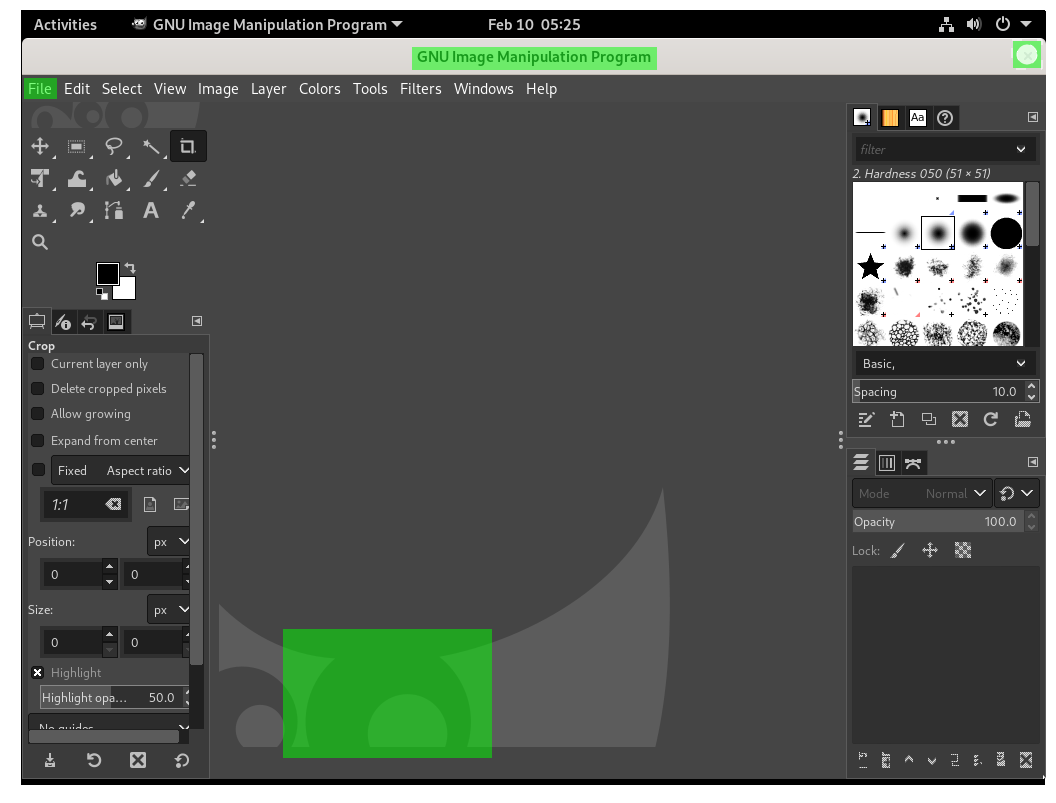 Activities GNU Image Manipulation Program Feb 10 05:25
GNU Image Manipulation Program
File Edit Select View Image Layer Colors Tools Filters Windows Help
filter
2. Hardness 050 (51 × 51)
Basic,
Spacing 10.0
Crop
Current layer only
Delete cropped pixels
Allow growing
Expand from center
Fixed Aspect ratio
1:1
Position: px
0 0
Size: px
0 0
Highlight
Highlight opa... 50.0
No guides
Aa
Mode Normal
Opacity 100.0
Lock: